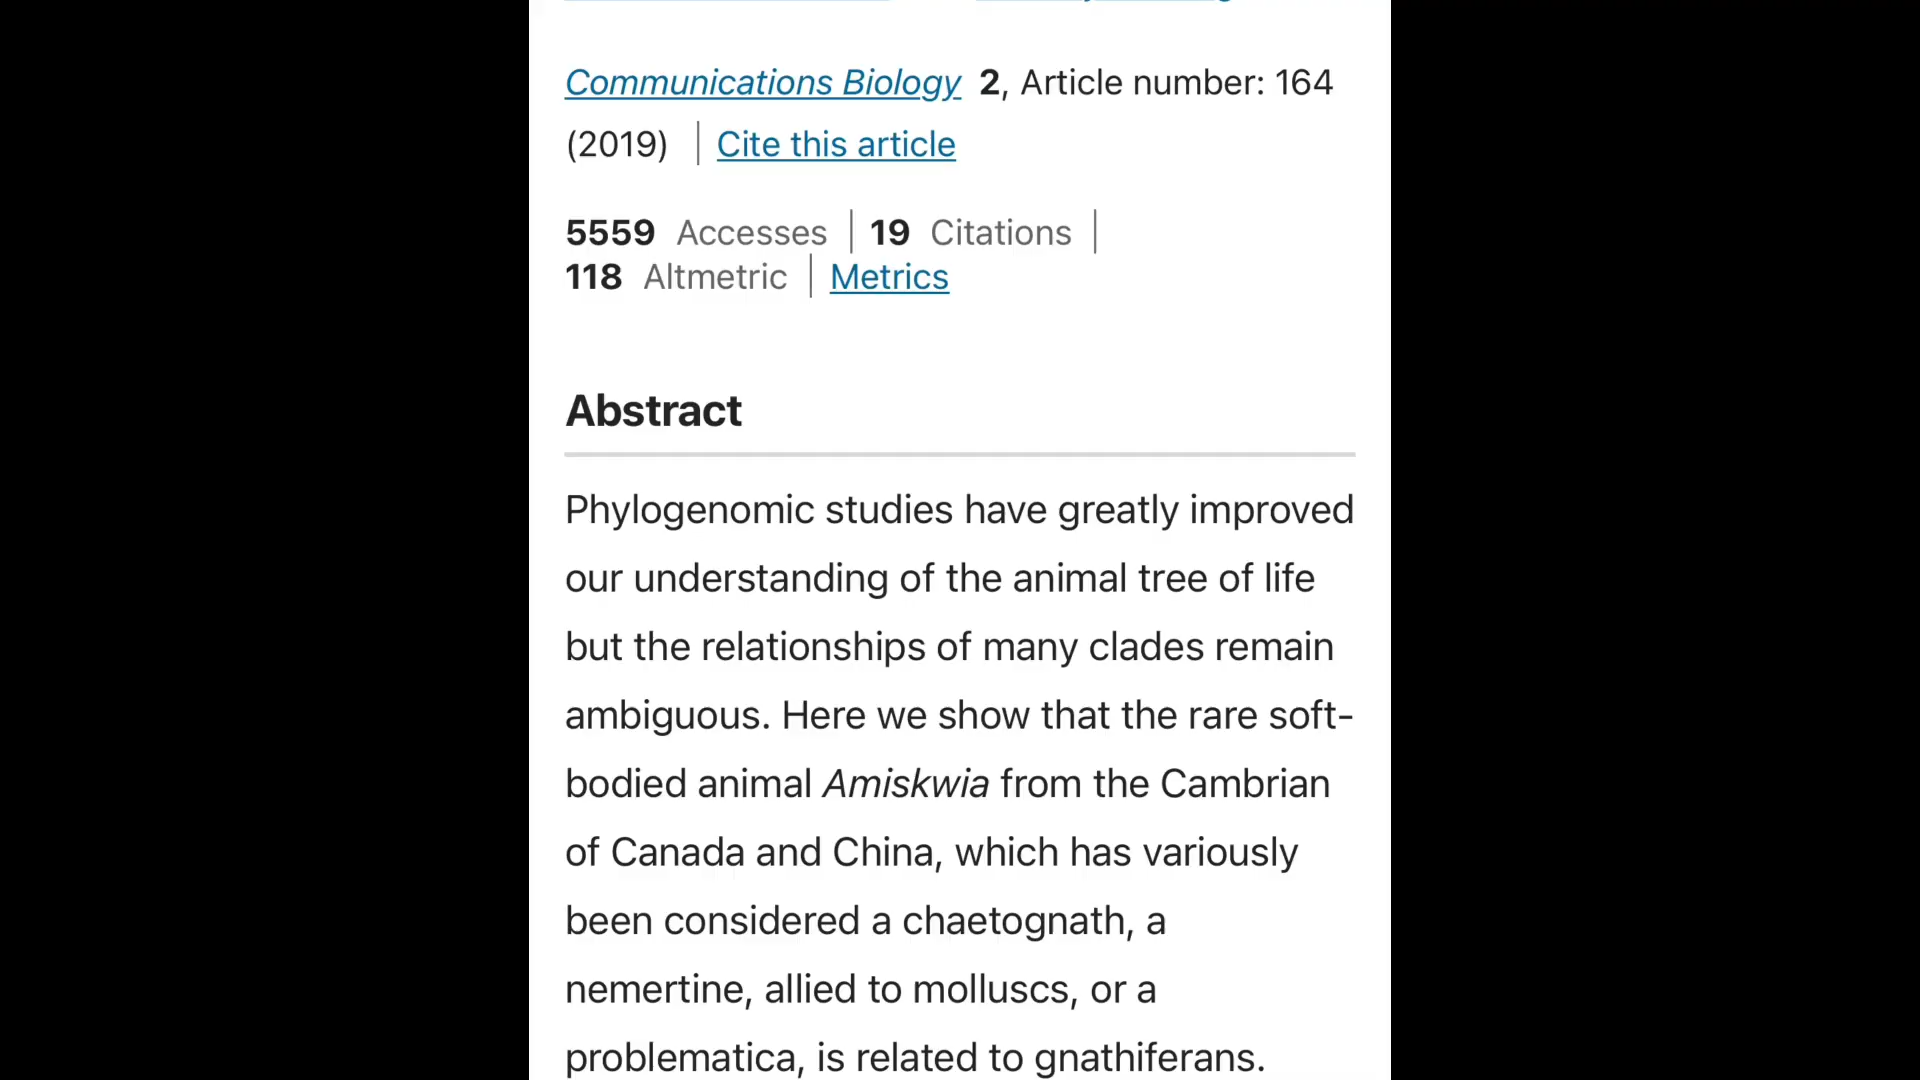 Communications Biology 2, Article number: 164
(2019) | Cite this article
5559 Accesses | 19 Citations |
118 Altmetric | Metrics
Abstract
Phylogenomic studies have greatly improved
our understanding of the animal tree of life
but the relationships of many clades remain
ambiguous. Here we show that the rare soft-
bodied animal Amiskwia from the Cambrian
of Canada and China, which has variously
been considered a chaetognath, a
nemertine, allied to molluscs, or a
problematica, is related to gnathiferans.